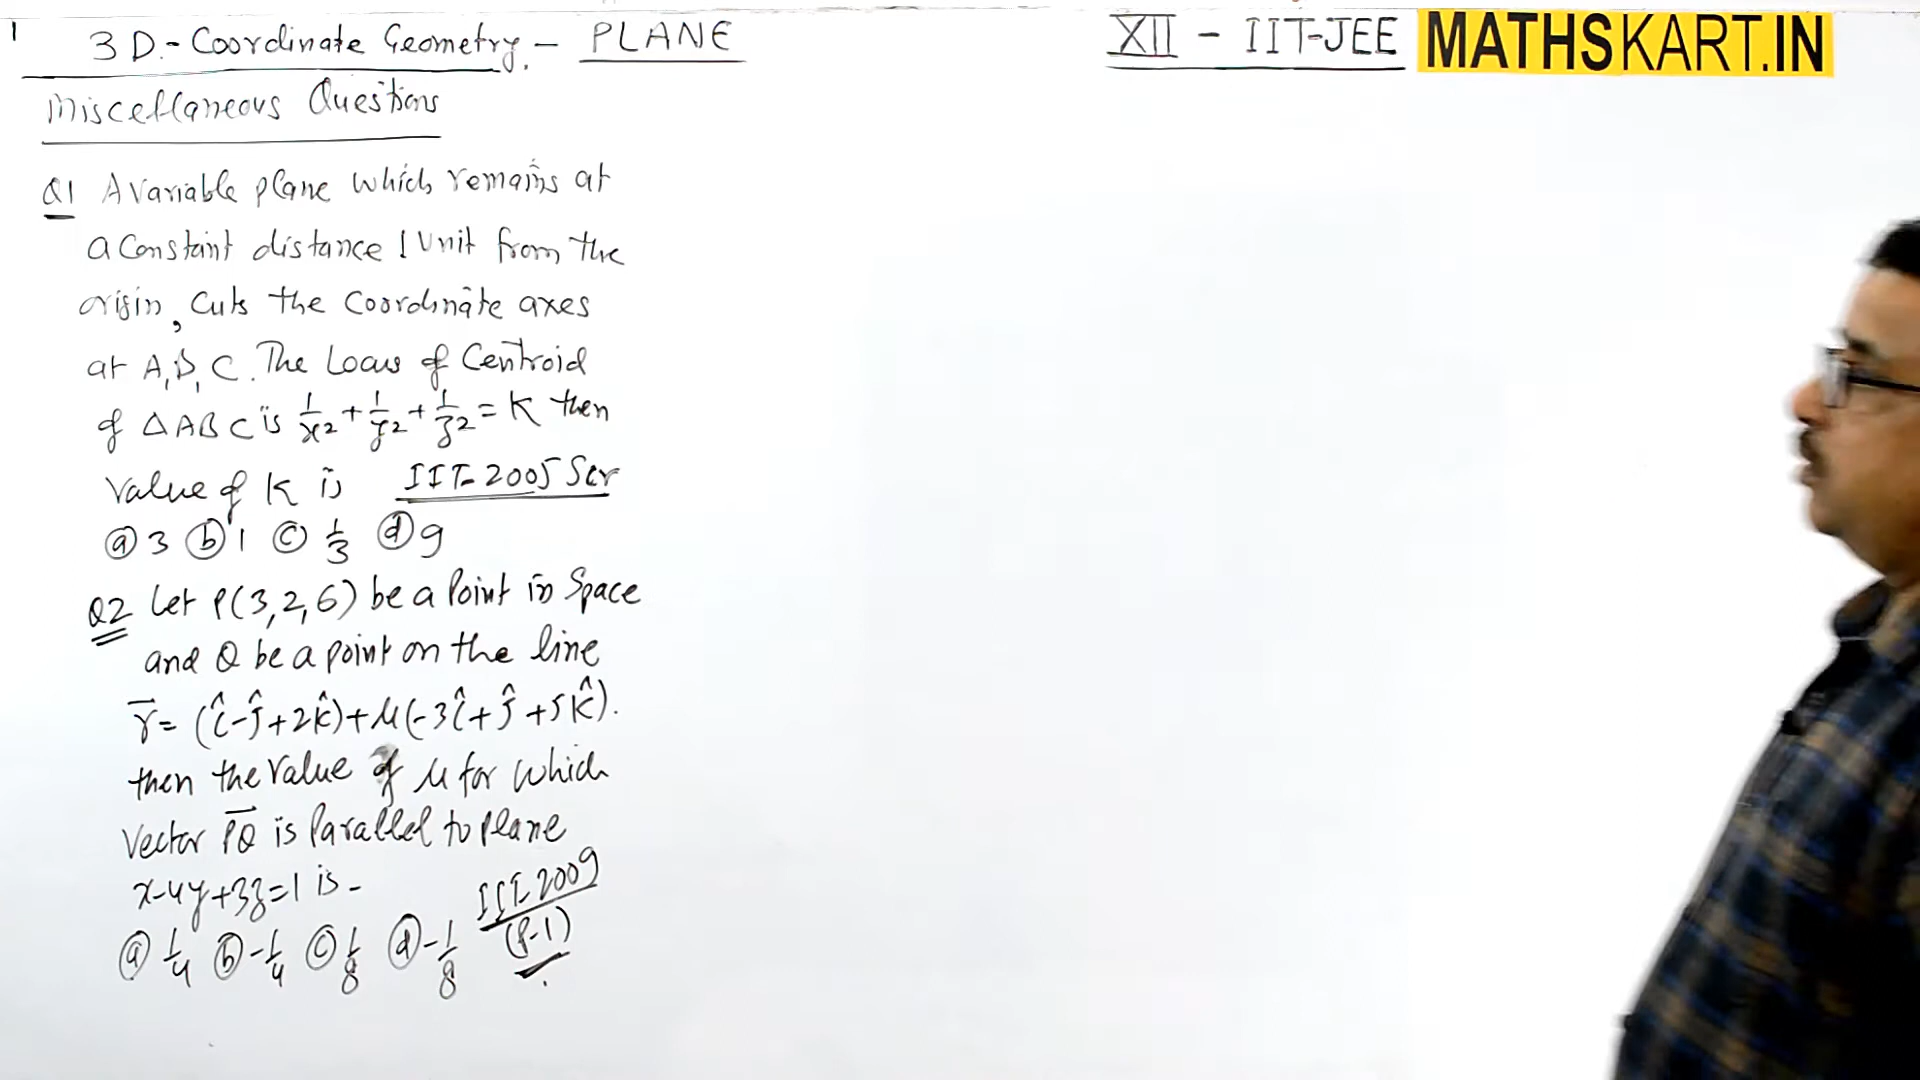 1
3D.- Coordinate Geometry. - PLANE
XII - IIT-JEE MATHSKART.IN
Miscellaneous Questions
Q1 A variable plane which remains at
a constaint distance 1 Unit from the
origin, cuts the coordinate axes
at A, B, C. The Locus of Centroid
of △ABC is 1/x² + 1/y² + 1/z² = K then
value of K is IIT-2005 Scr
ⓐ 3 ⓑ 1 ⓒ 1/3 ⓓ 9
Q2 Let P(3,2,6) be a Point in Space
and Q be a point on the line
r⃗ = (î-ĵ+2k̂)+μ(-3î+ĵ+5k̂).
then the value of μ for which
Vector PQ⃗ is Parallel to plane
x-4y+3z=1 is -
IIT-2009
(P-1)
ⓐ 1/4 ⓑ -1/4 ⓒ 1/8 ⓓ -1/8